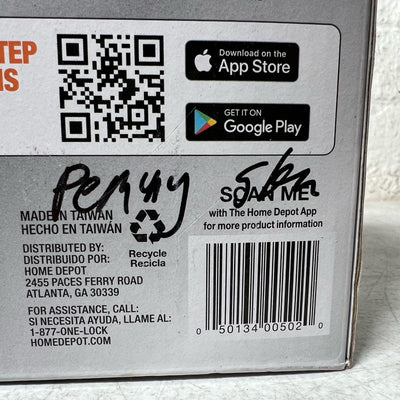 STEP
NS
Download on the
App Store
GET IT ON
Google Play
Penny
SCAN ME
with The Home Depot App
for more product information
MADE IN TAIWAN
HECHO EN TAIWÁN
Recycle
Recicla
DISTRIBUTED BY:
DISTRIBUIDO POR:
HOME DEPOT
2455 PACES FERRY ROAD
ATLANTA, GA 30339
FOR ASSISTANCE, CALL:
SI NECESITA AYUDA, LLAME AL:
1-877-ONE-LOCK
HOMEDEPOT.COM
0 50134 00502 0